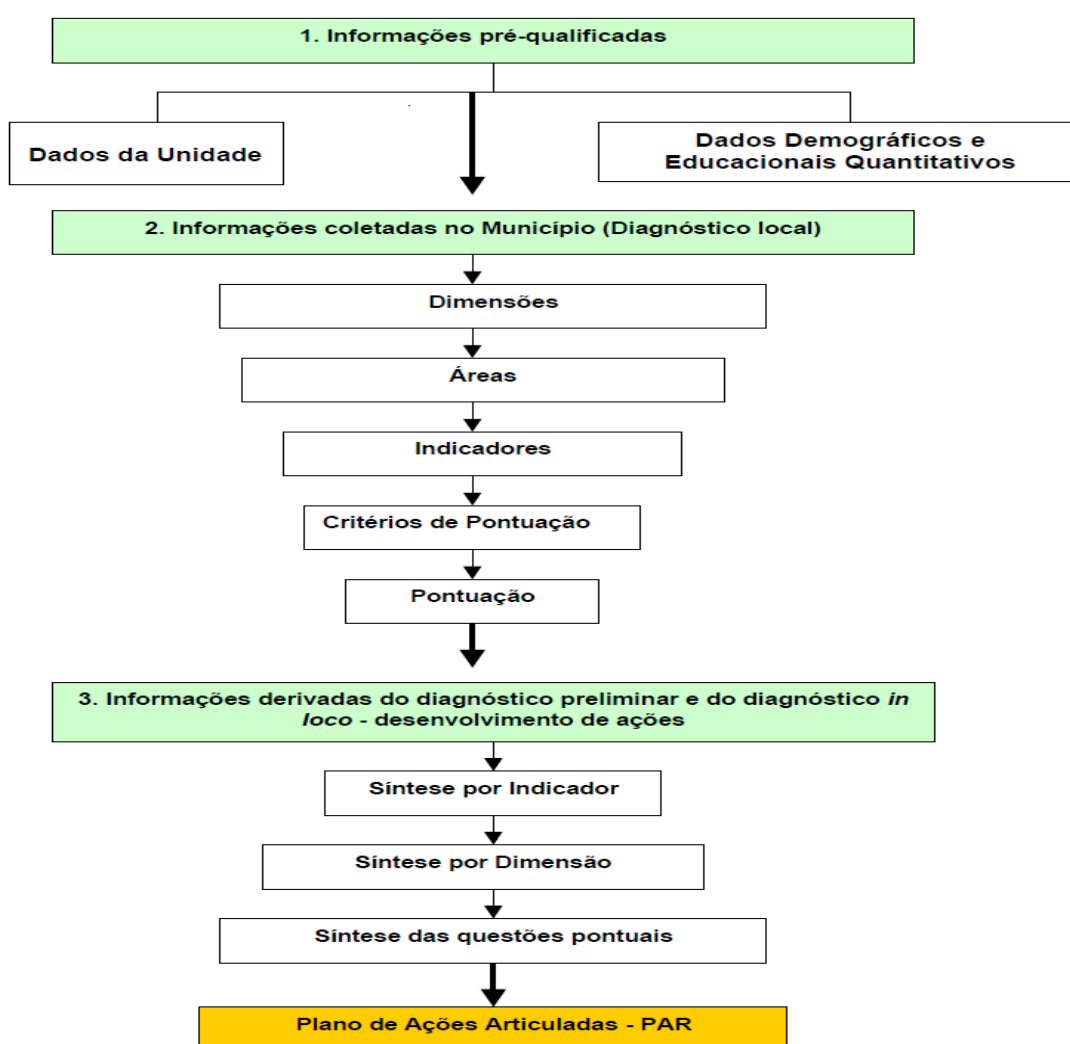 1. Informações pré-qualificadas
Dados da Unidade
Dados Demográficos e
Educacionais Quantitativos
2. Informações coletadas no Município (Diagnóstico local)
Dimensões
Áreas
Indicadores
Critérios de Pontuação
Pontuação
3. Informações derivadas do diagnóstico preliminar e do diagnóstico in
loco - desenvolvimento de ações
Síntese por Indicador
Síntese por Dimensão
Síntese das questões pontuais
Plano de Ações Articuladas - PAR